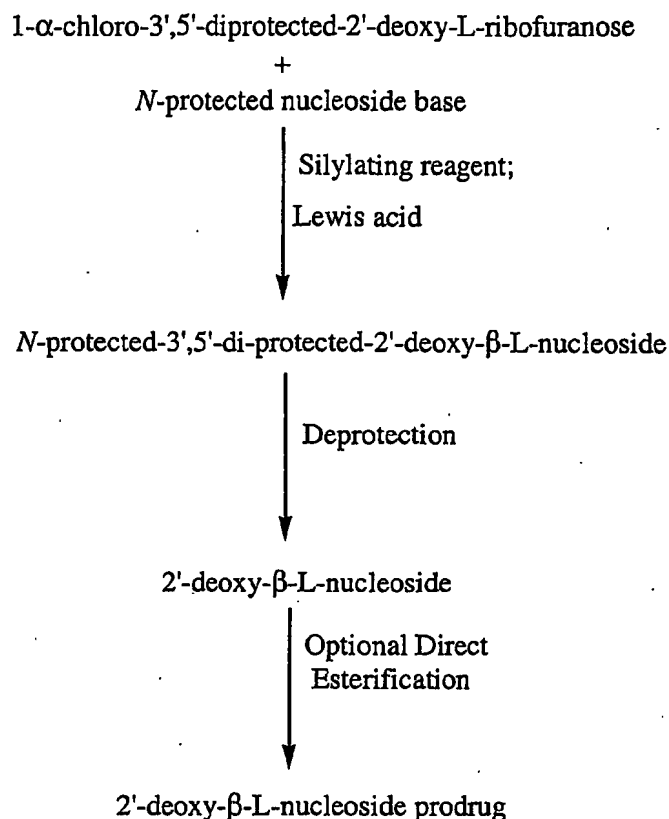 1-α-chloro-3',5'-diprotected-2'-deoxy-L-ribofuranose
+
N-protected nucleoside base
Silylating reagent;
Lewis acid
N-protected-3',5'-di-protected-2'-deoxy-β-L-nucleoside
Deprotection
2'-deoxy-β-L-nucleoside
Optional Direct
Esterification
2'-deoxy-β-L-nucleoside prodrug